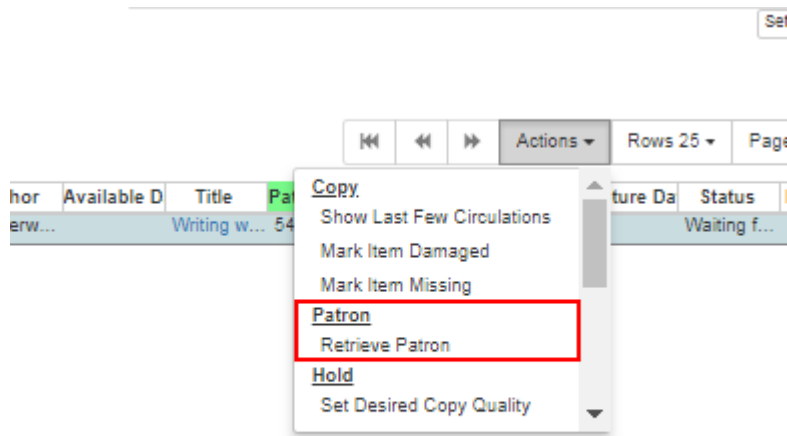 Set
Actions Rows 25 Page
hor Available D Title Pat ture Da Status
erw... Writing w... 54 Waiting f...
Copy
Show Last Few Circulations
Mark Item Damaged
Mark Item Missing
Patron
Retrieve Patron
Hold
Set Desired Copy Quality